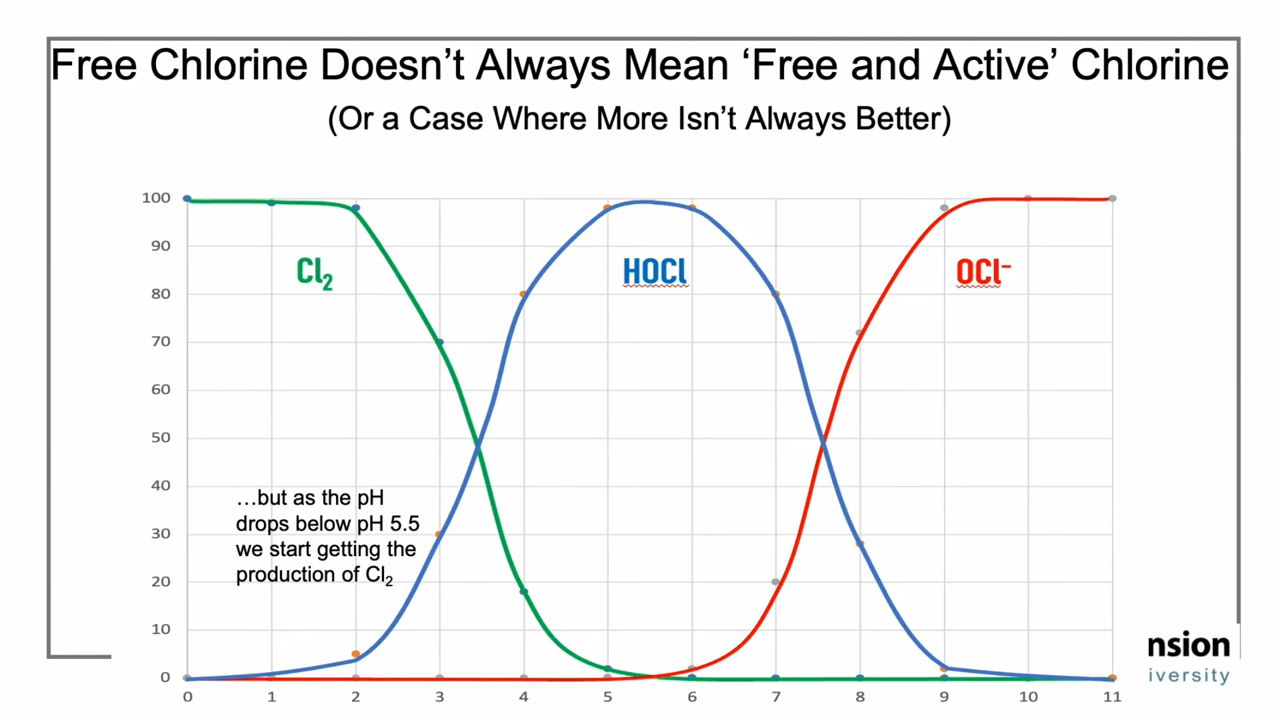 Free Chlorine Doesn’t Always Mean ‘Free and Active’ Chlorine
(Or a Case Where More Isn’t Always Better)
100
90
80
70
60
50
40
30
20
10
0
Cl₂
HOCl
OCl⁻
…but as the pH
drops below pH 5.5
we start getting the
production of Cl₂
0 1 2 3 4 5 6 7 8 9 10 11
nsion
iversity